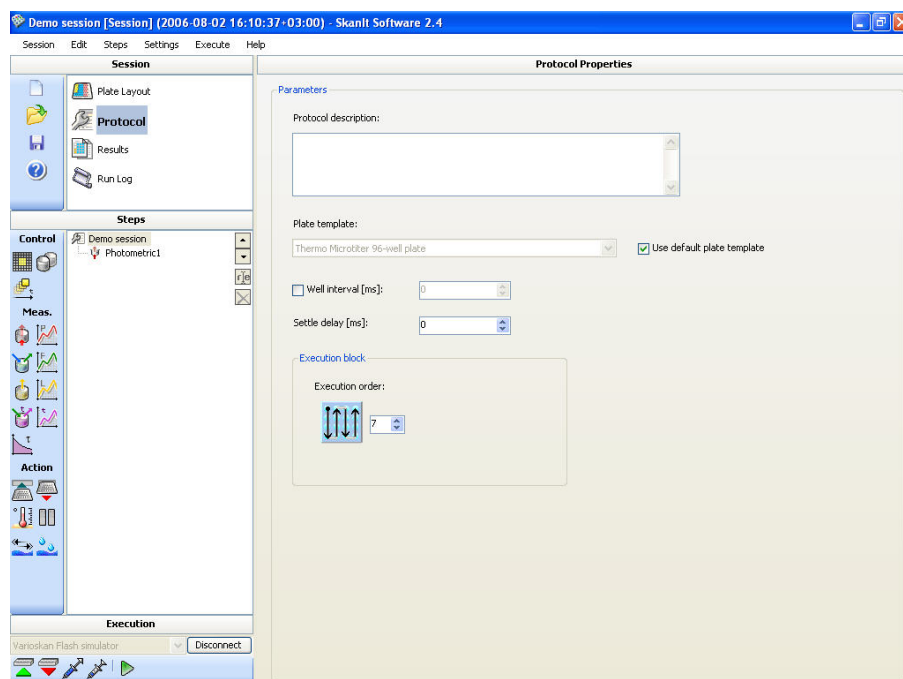 Demo session [Session] (2006-08-02 16:10:37+03:00) - SkanIt Software 2.4
Session Edit Steps Settings Execute Help
Session
Plate Layout
Protocol
Results
Run Log
Steps
Control
Demo session
Photometric1
Meas.
Action
Execution
Varioskan Flash simulator
Disconnect
Protocol Properties
Parameters
Protocol description:
Plate template:
Thermo Microtiter 96-well plate
Use default plate template
Well interval [ms]: 0
Settle delay [ms]: 0
Execution block
Execution order:
7